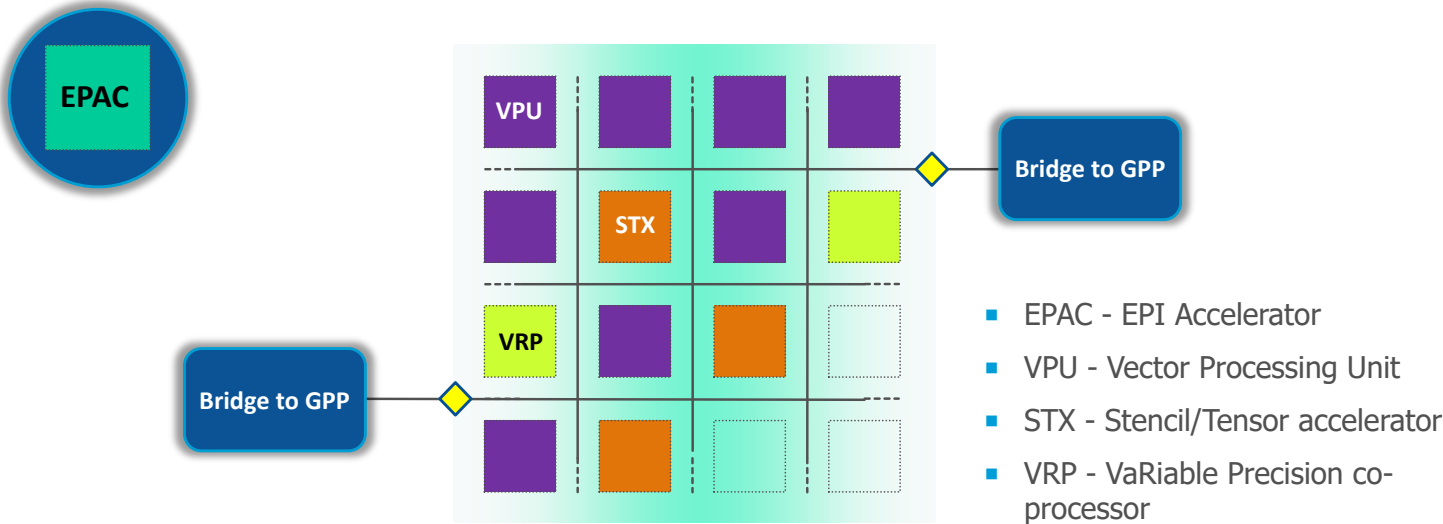 EPAC
VPU
Bridge to GPP
STX
VRP
Bridge to GPP
▪ EPAC - EPI Accelerator
▪ VPU - Vector Processing Unit
▪ STX - Stencil/Tensor accelerator
▪ VRP - VaRiable Precision co-
processor